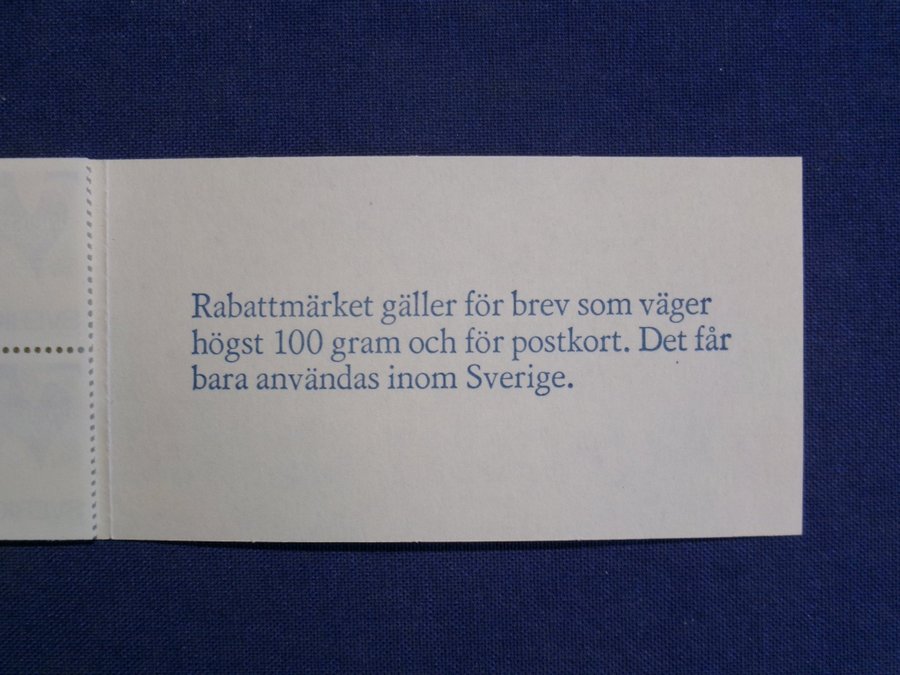 Rabattmärket gäller för brev som väger
högst 100 gram och för postkort. Det får
bara användas inom Sverige.